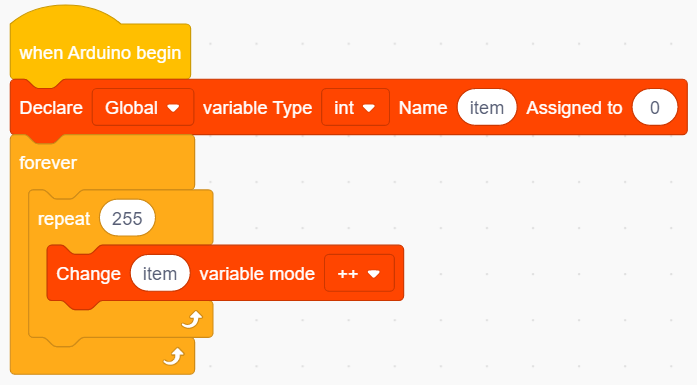 when Arduino begin
Declare Global variable Type int Name item Assigned to 0
forever
repeat 255
Change item variable mode ++